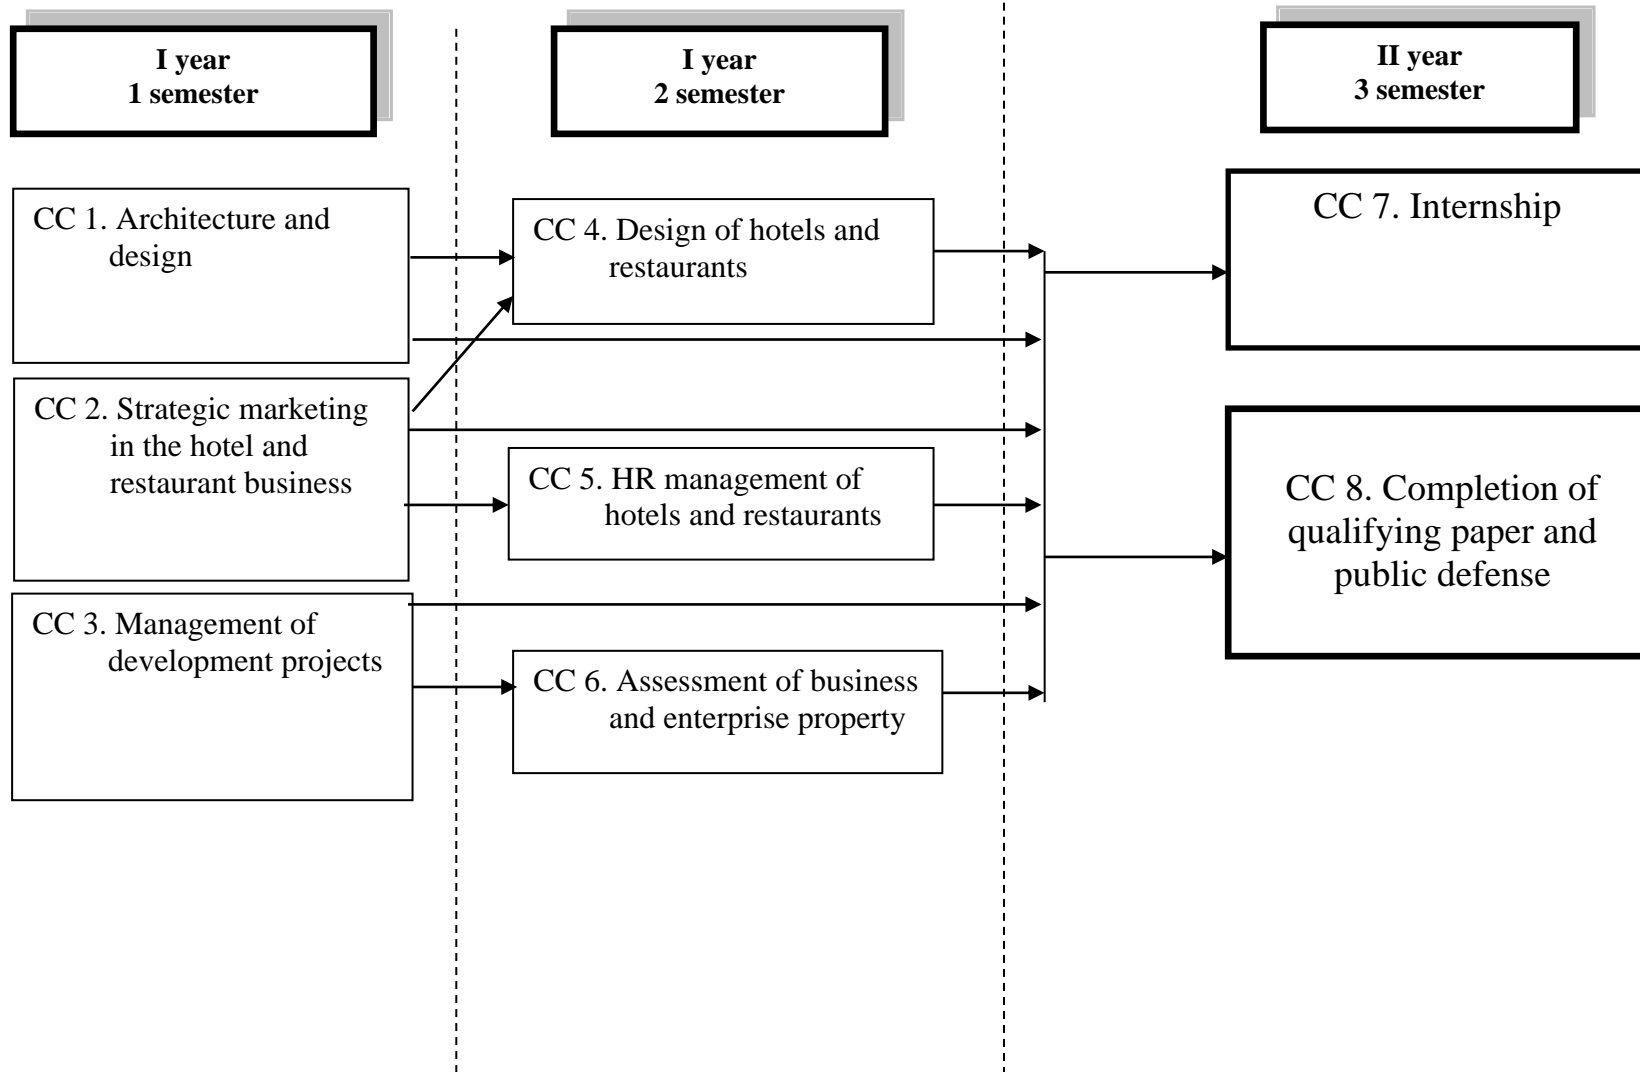 I year
1 semester
I year
2 semester
II year
3 semester
CC 1. Architecture and
design
CC 2. Strategic marketing
in the hotel and
restaurant business
CC 3. Management of
development projects
CC 4. Design of hotels and
restaurants
CC 5. HR management of
hotels and restaurants
CC 6. Assessment of business
and enterprise property
CC 7. Internship
CC 8. Completion of
qualifying paper and
public defense